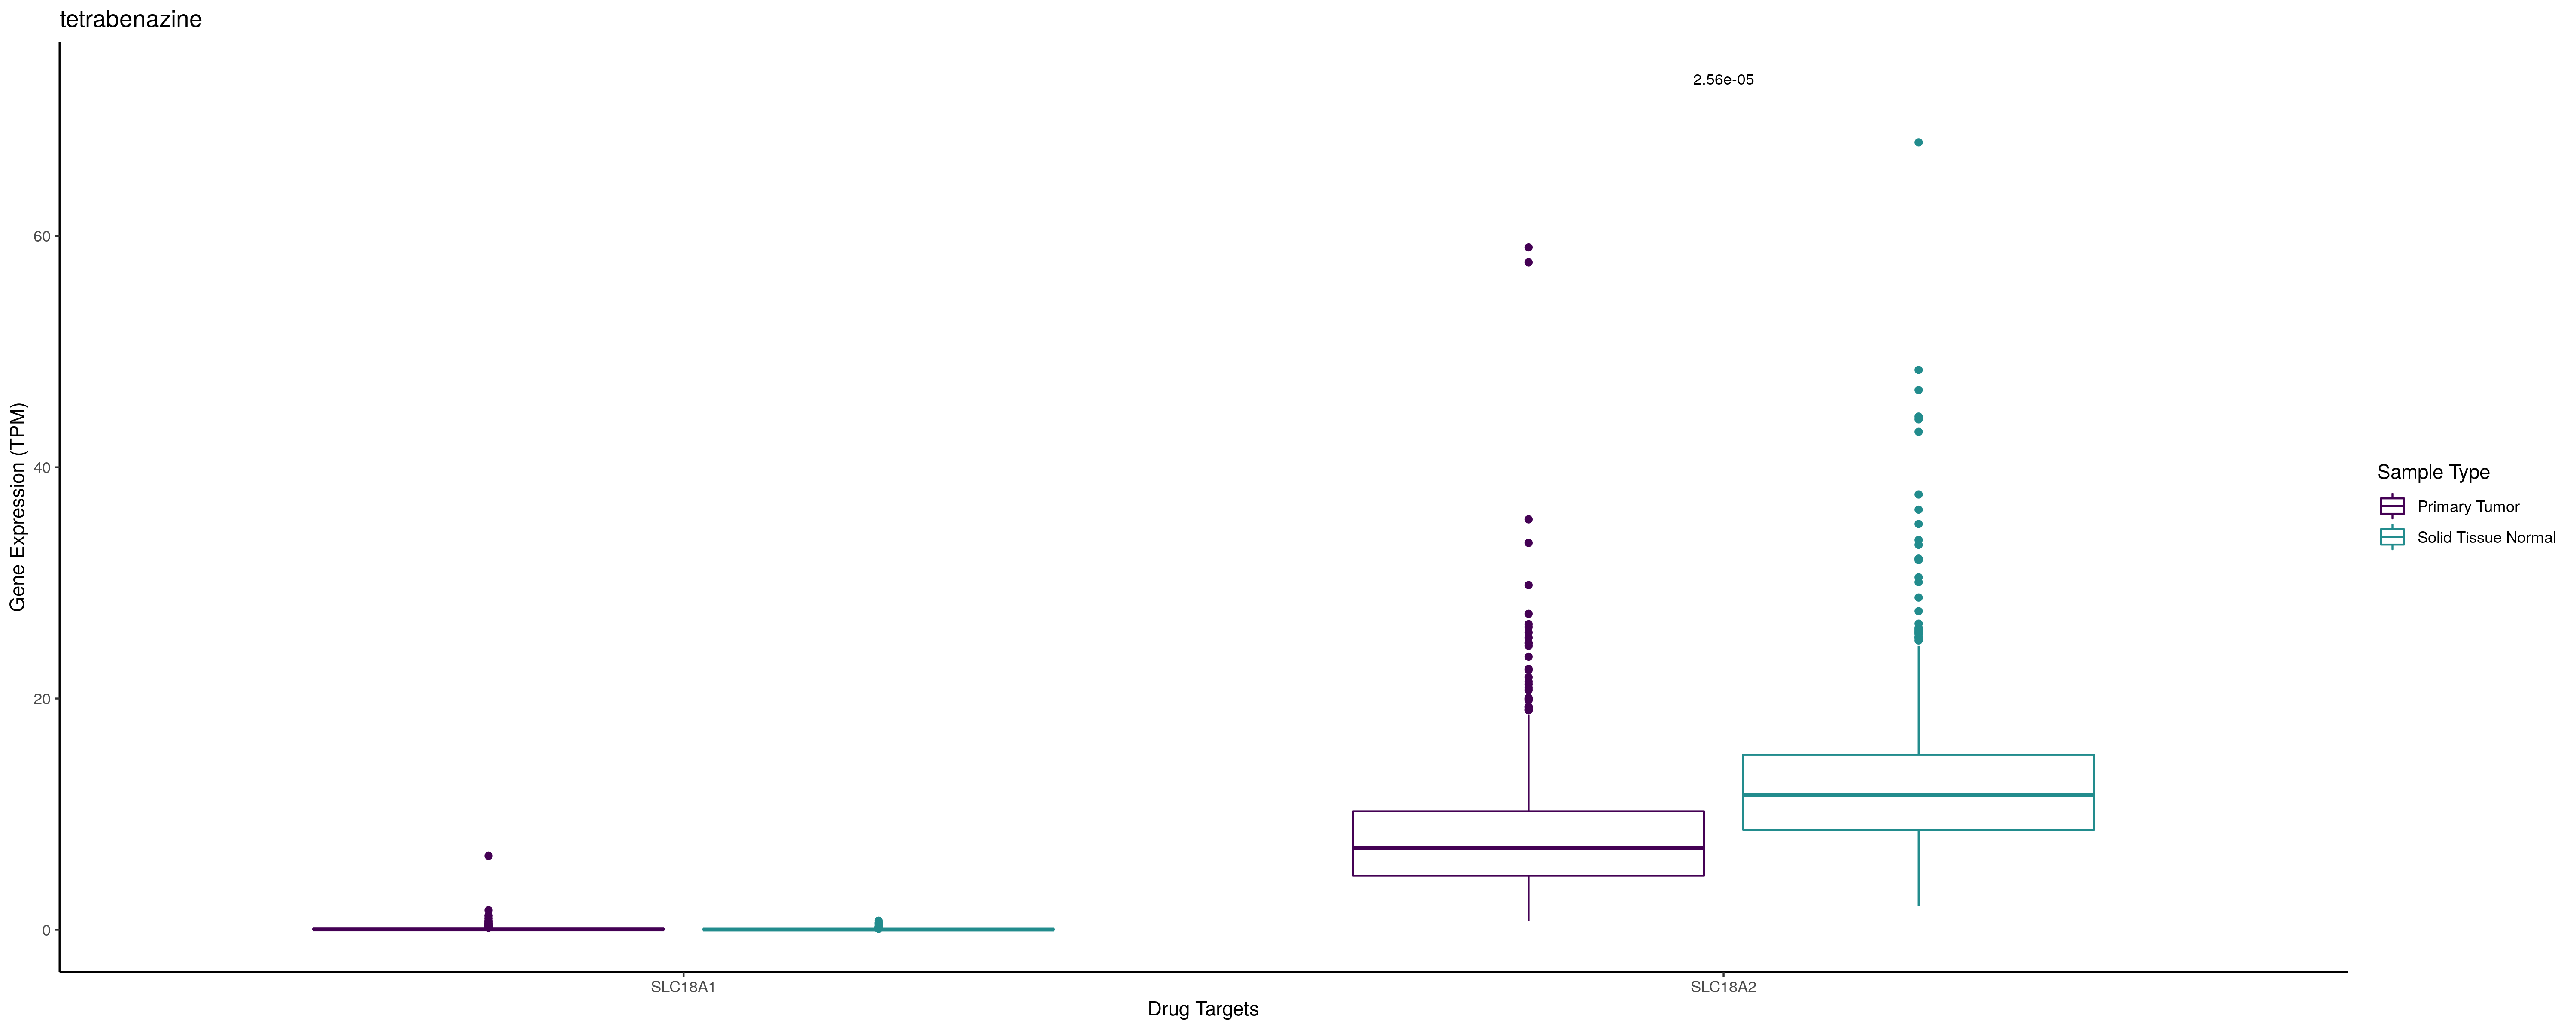 tetrabenazine
2.56e-05
60
40
20
0
Gene Expression (TPM)
SLC18A1
SLC18A2
Drug Targets
Sample Type
Primary Tumor
Solid Tissue Normal